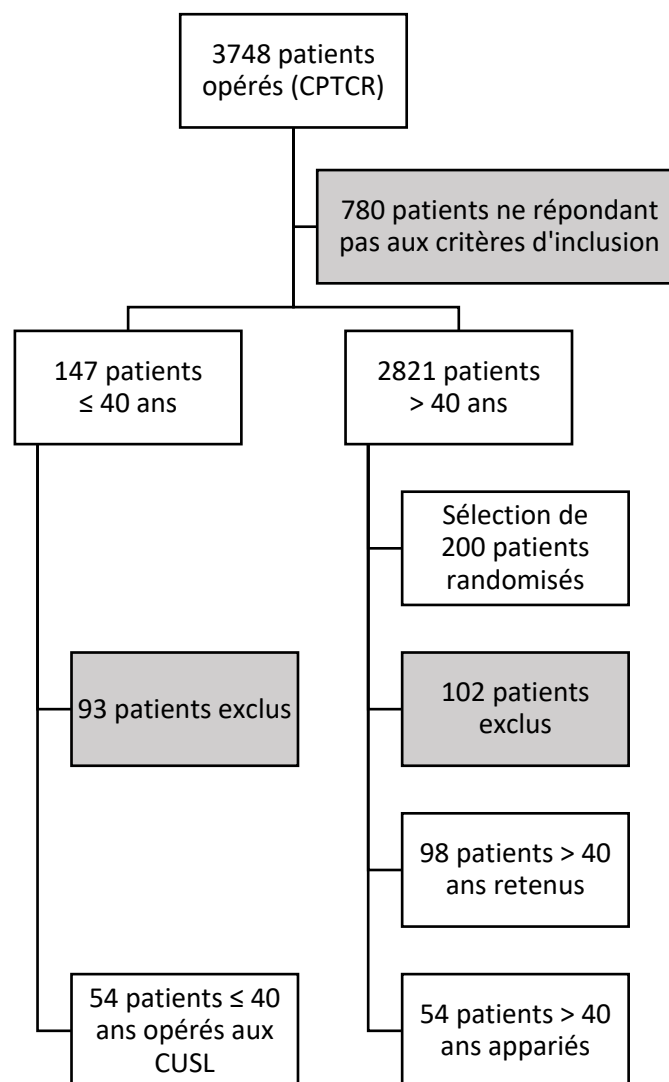 3748 patients
opérés (CPTCR)
780 patients ne répondant
pas aux critères d'inclusion
147 patients
≤ 40 ans
2821 patients
> 40 ans
Sélection de
200 patients
randomisés
93 patients exclus
102 patients
exclus
98 patients > 40
ans retenus
54 patients ≤ 40
ans opérés aux
CUSL
54 patients > 40
ans appariés